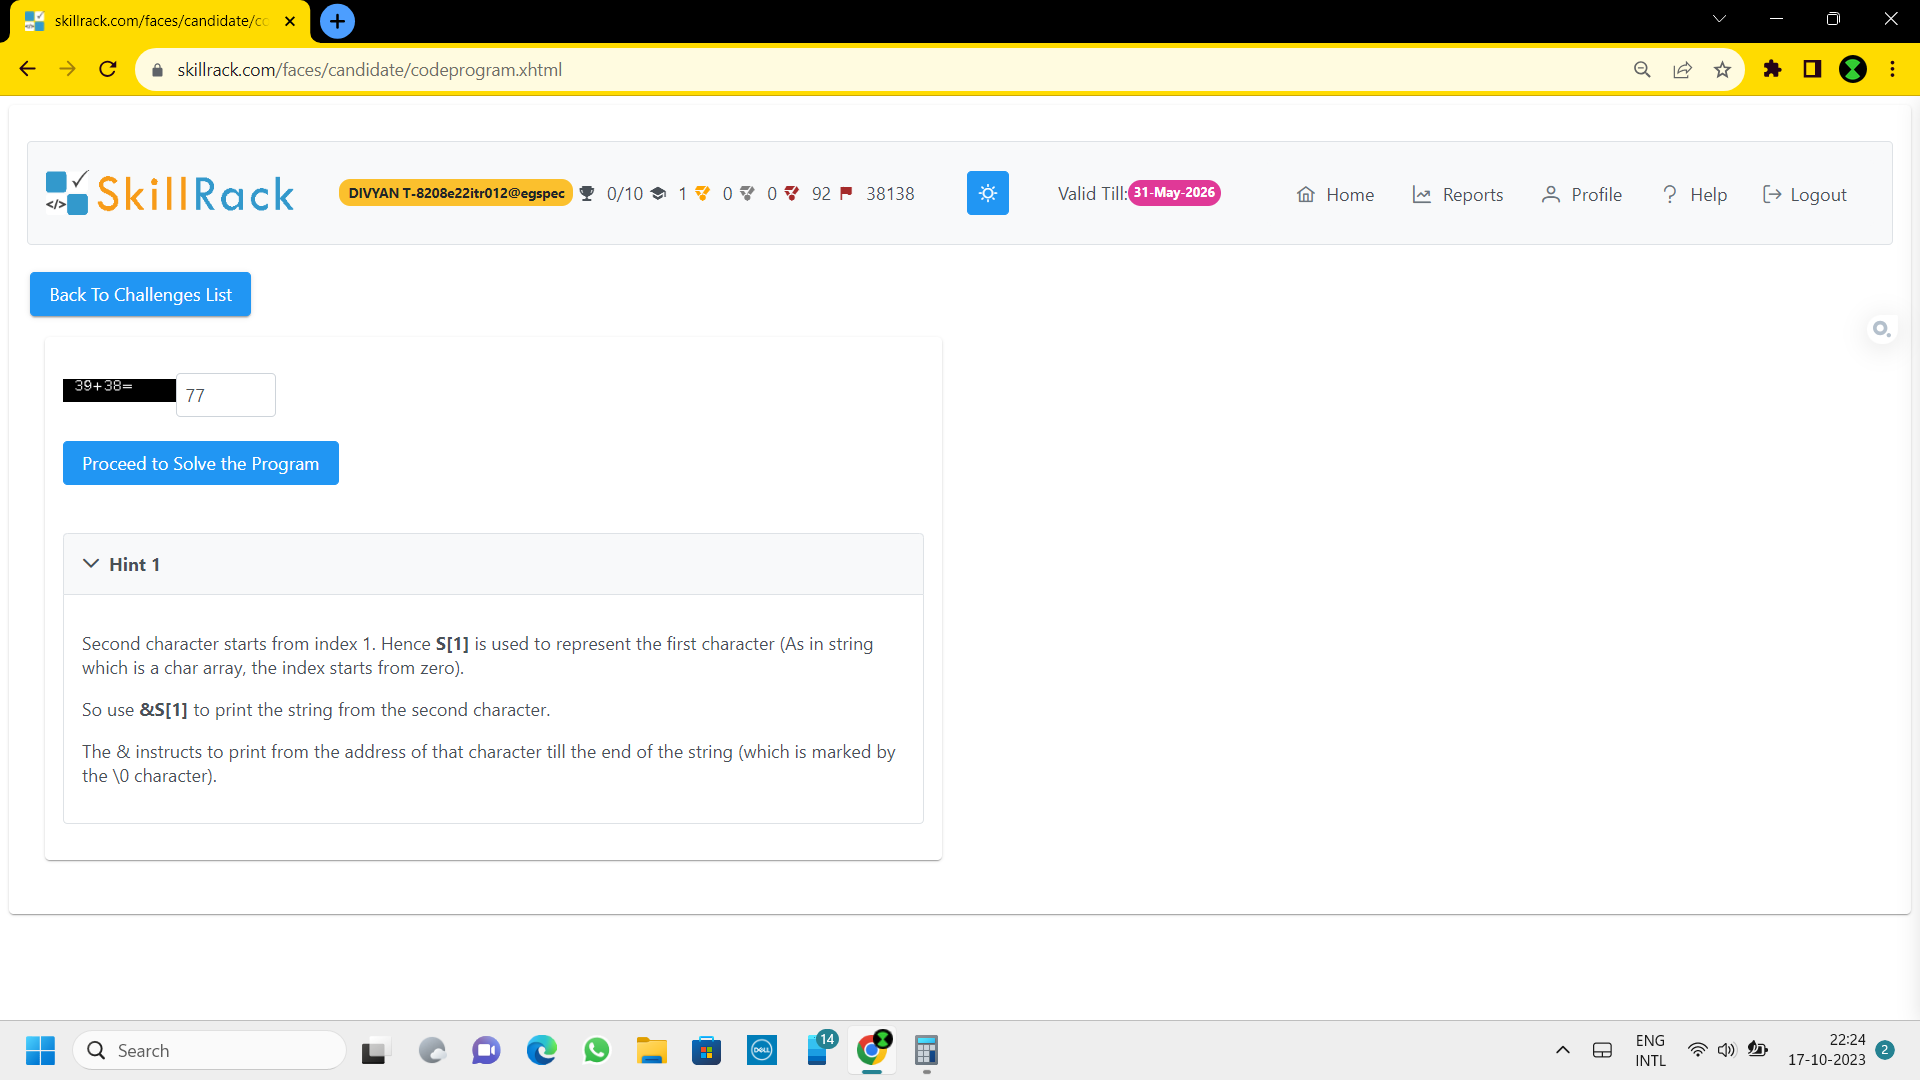 skillrack.com/faces/candidate/co
skillrack.com/faces/candidate/codeprogram.xhtml
SkillRack
DIVYAN T-8208e22itr012@egspec
0/10
1
0
0
92
38138
Valid Till:31-May-2026
Home
Reports
Profile
Help
Logout
Back To Challenges List
39+38=
77
Proceed to Solve the Program
Hint 1
Second character starts from index 1. Hence S[1] is used to represent the first character (As in string
which is a char array, the index starts from zero).
So use &S[1] to print the string from the second character.
The & instructs to print from the address of that character till the end of the string (which is marked by
the \0 character).
Search
DELL
14
ENG
INTL
22:24
17-10-2023
2